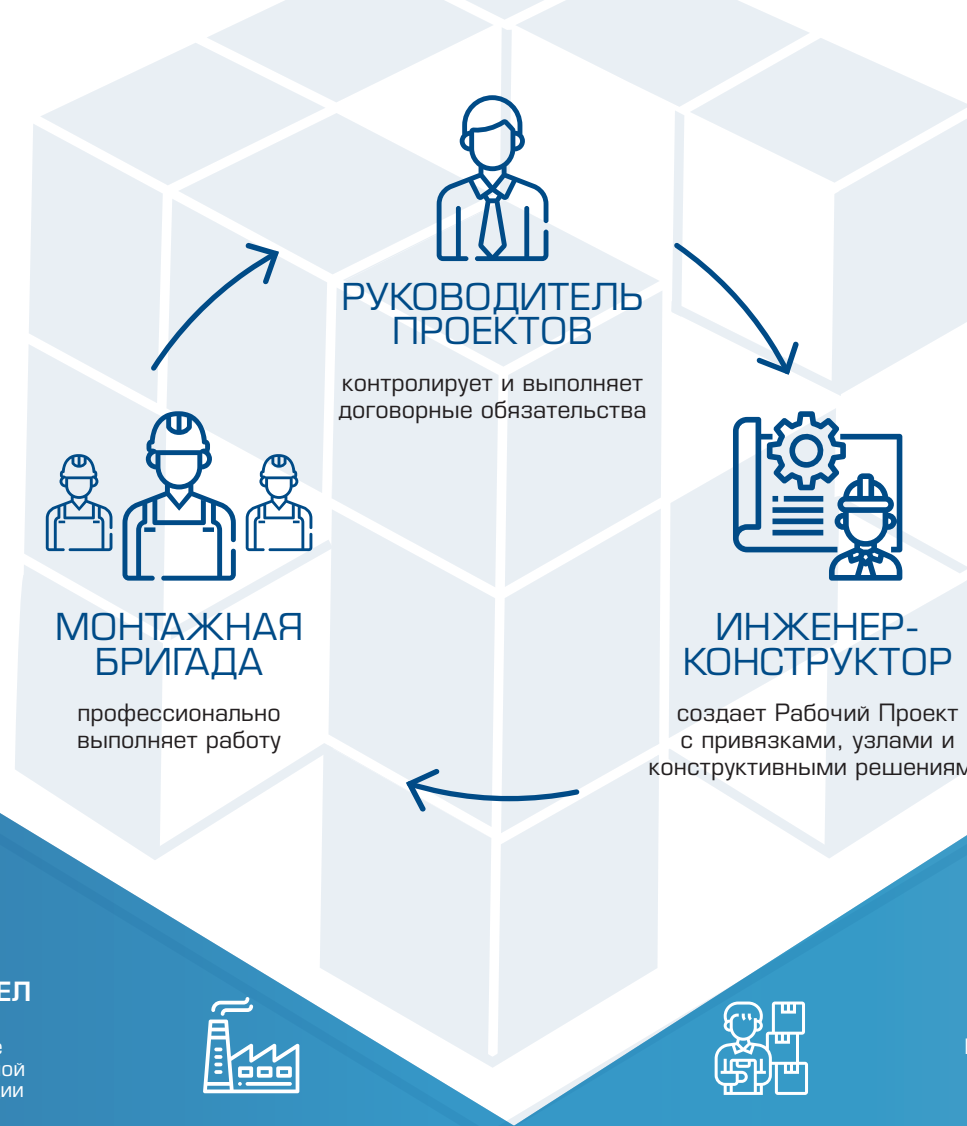 РУКОВОДИТЕЛЬ
ПРОЕКТОВ
контролирует и выполняет
договорные обязательства
МОНТАЖНАЯ
БРИГАДА
профессионально
выполняет работу
ИНЖЕНЕР-
КОНСТРУКТОР
создает Рабочий Проект
с привязками, узлами и